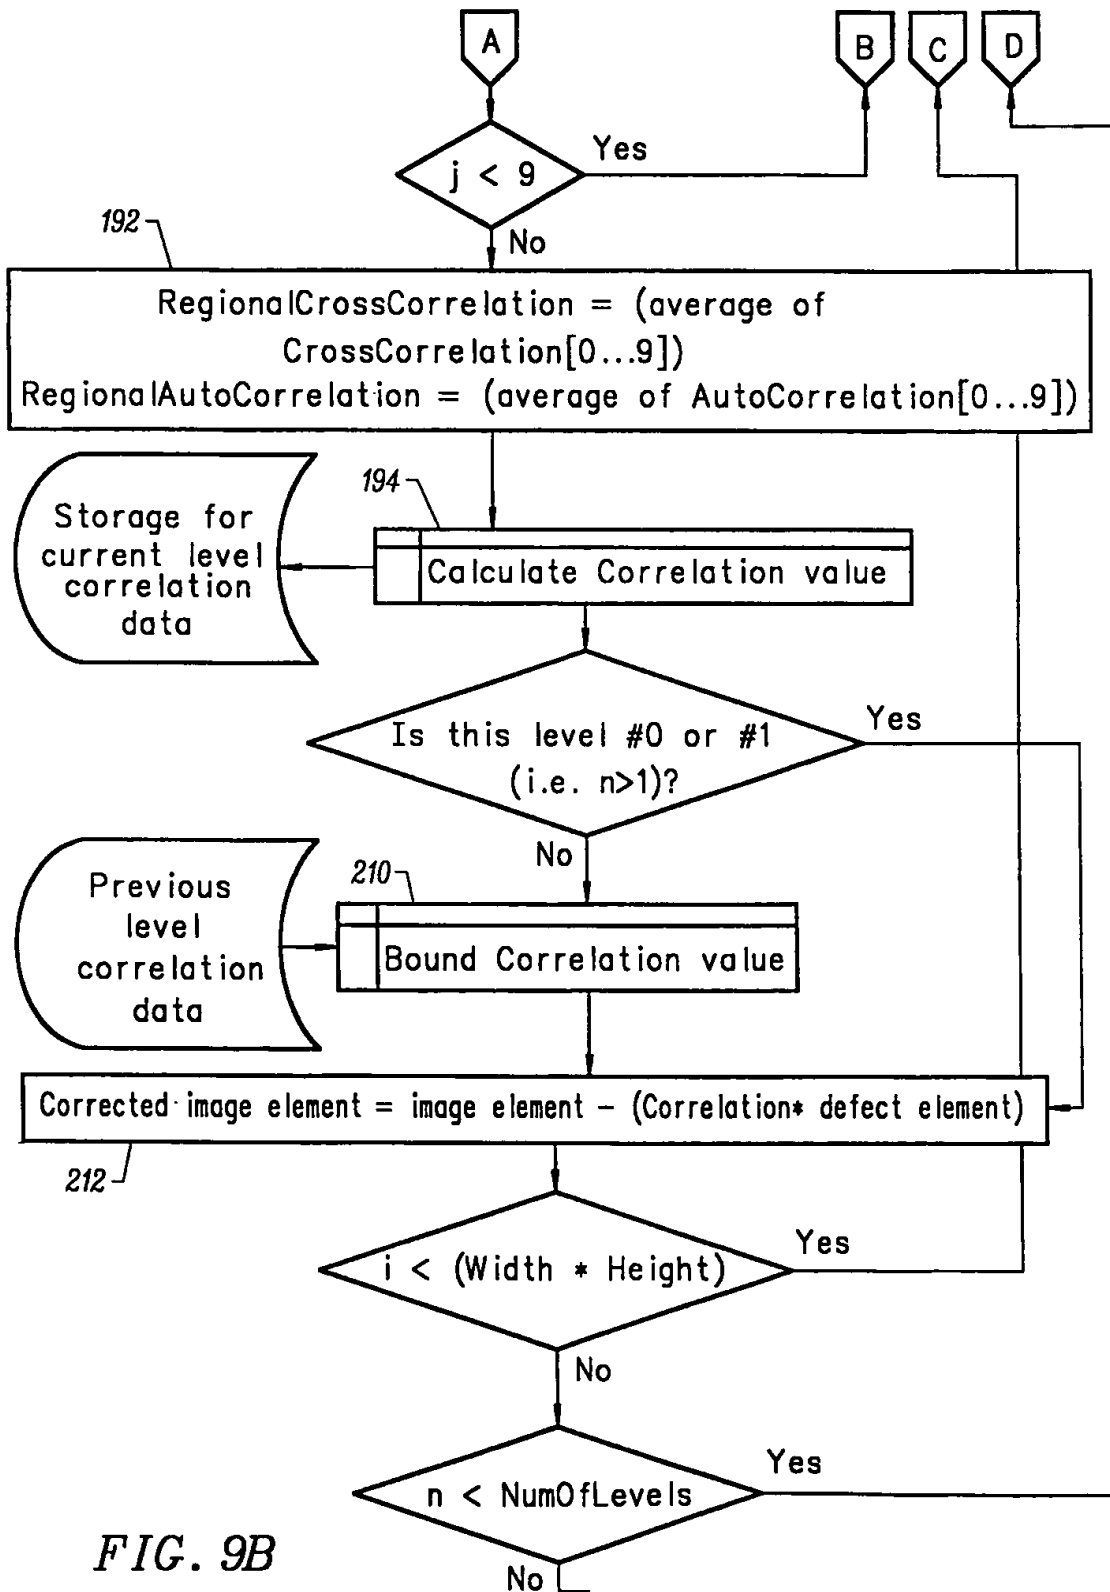 A
B
C
D
j < 9
Yes
No
192
RegionalCrossCorrelation = (average of
CrossCorrelation[0...9])
RegionalAutoCorrelation = (average of AutoCorrelation[0...9])
Storage for
current level
correlation
data
194
Calculate Correlation value
Is this level #0 or #1
(i.e. n>1)?
Yes
No
Previous
level
correlation
data
210
Bound Correlation value
Corrected image element = image element – (Correlation* defect element)
212
i < (Width * Height)
Yes
No
n < NumOfLevels
Yes
No
FIG. 9B